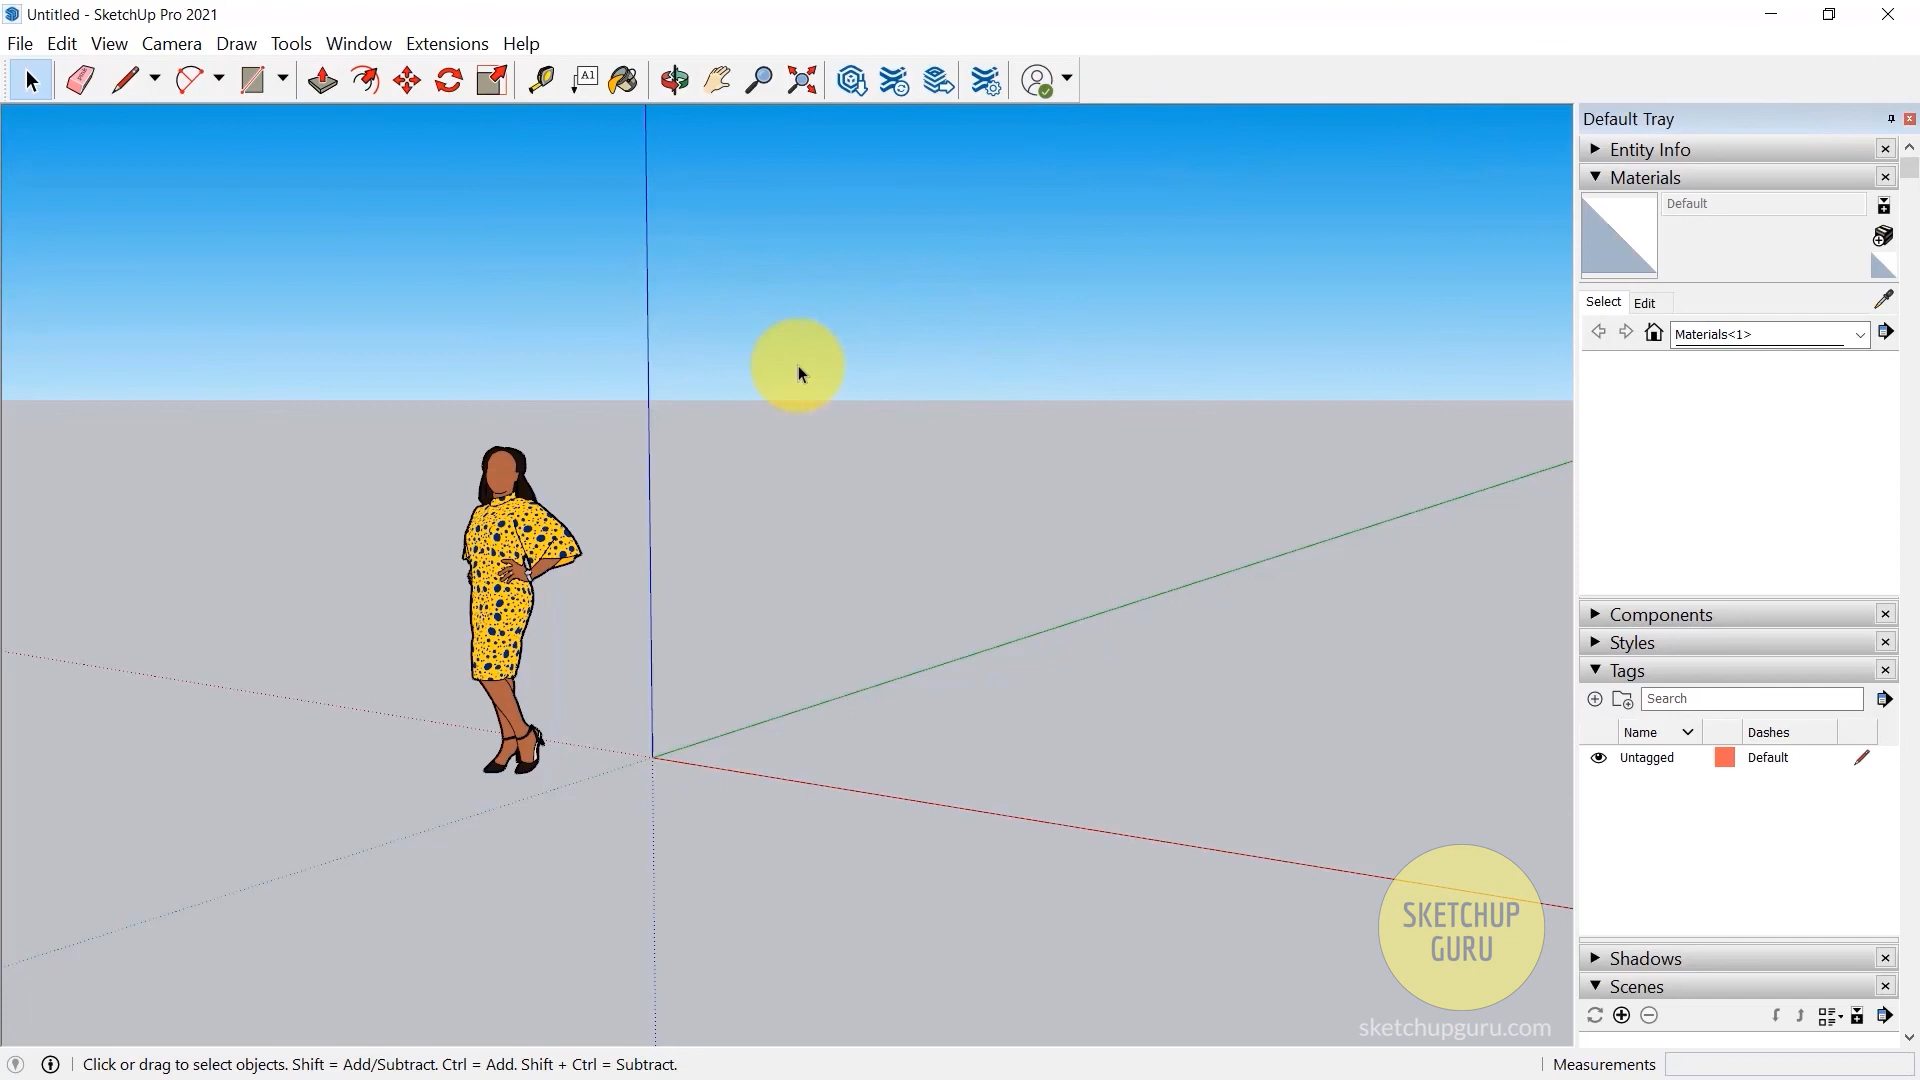 Untitled - SketchUp Pro 2021
File Edit View Camera Draw Tools Window Extensions Help
A1
Default Tray
Entity Info
Materials
Default
Select Edit
Materials<1>
Components
Styles
Tags
Search
Name Dashes
Untagged Default
SKETCHUP
GURU
Shadows
Scenes
sketchupguru.com
Click or drag to select objects. Shift = Add/Subtract. Ctrl = Add. Shift + Ctrl = Subtract.
Measurements